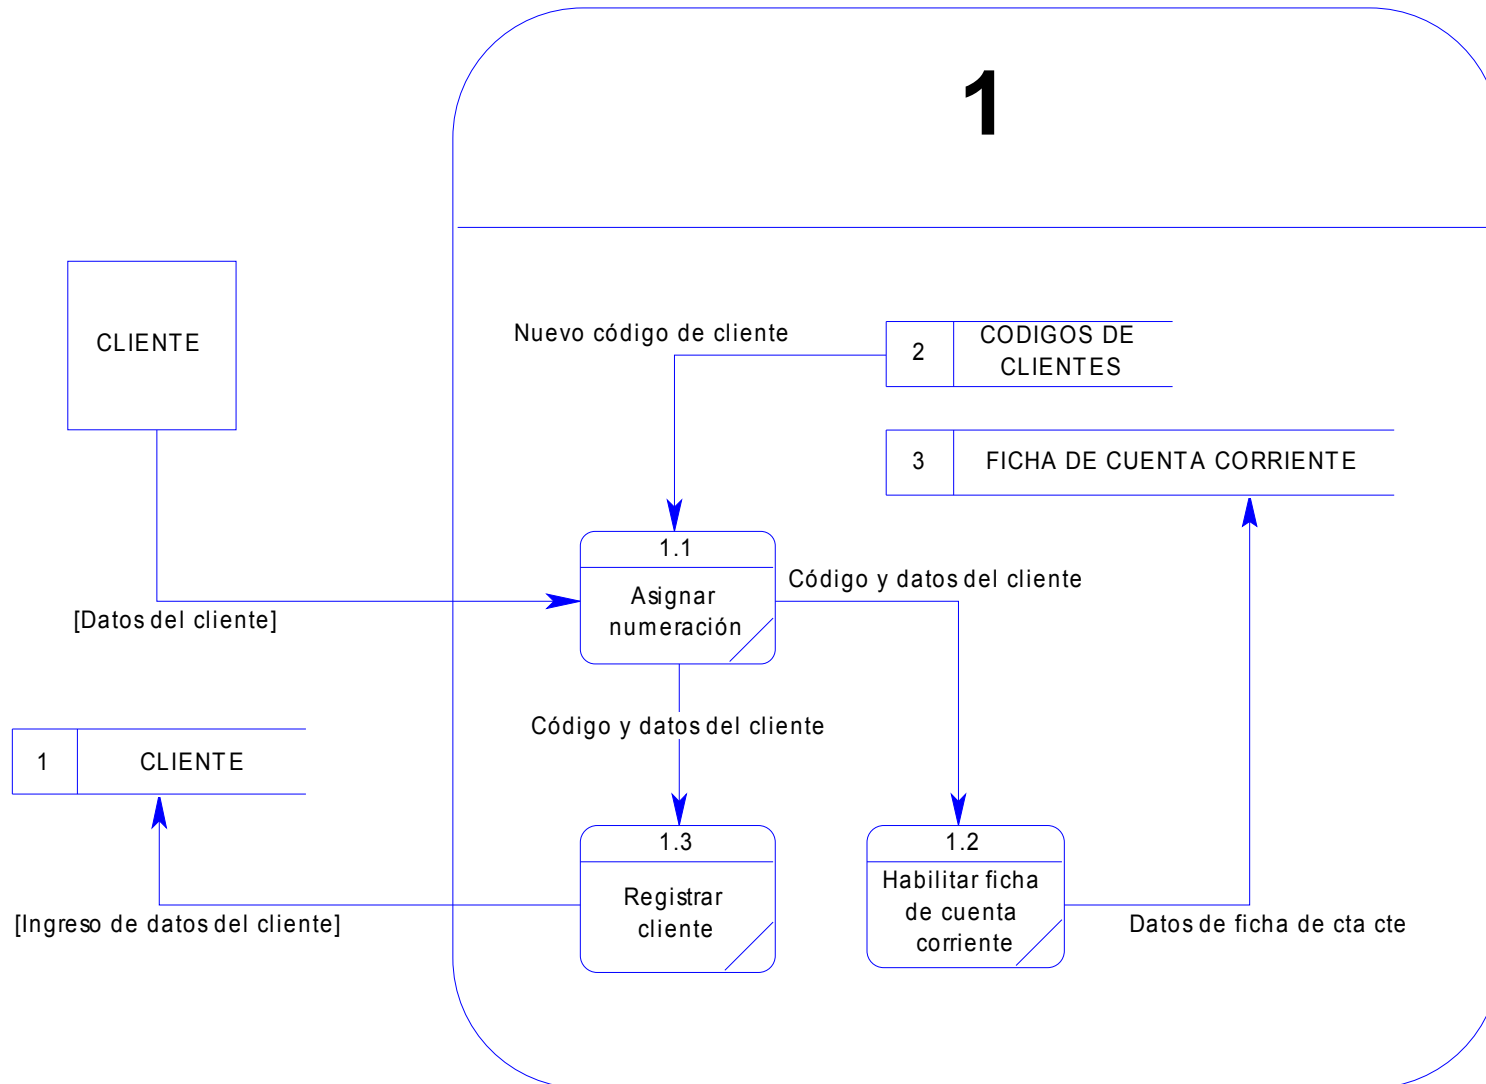 1
CLIENTE
Nuevo código de cliente
2
CODIGOS DE
CLIENTES
3
FICHA DE CUENTA CORRIENTE
1.1
Asignar
numeración
Código y datos del cliente
[Datos del cliente]
Código y datos del cliente
1
CLIENTE
1.3
Registrar
cliente
1.2
Habilitar ficha
de cuenta
corriente
[Ingreso de datos del cliente]
Datos de ficha de cta cte